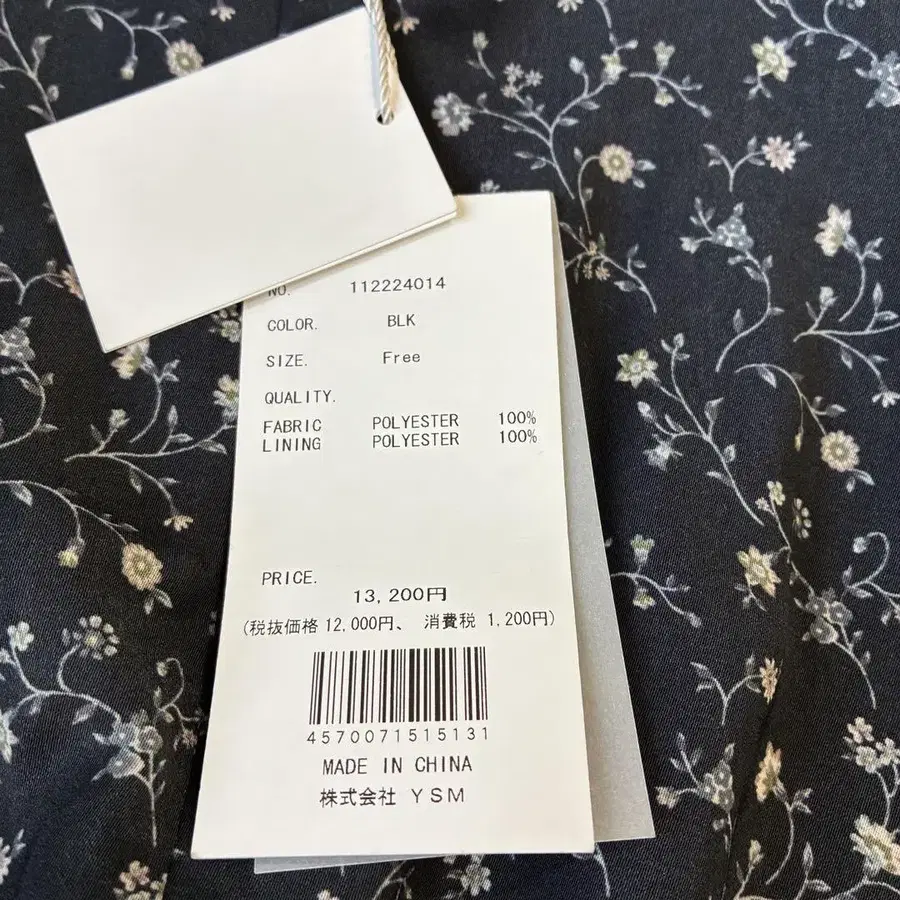 NO. 112224014
COLOR. BLK
SIZE. Free
QUALITY.
FABRIC POLYESTER 100%
LINING POLYESTER 100%
PRICE.
13,200円
(税抜価格 12,000円、 消費税 1,200円)
4570071515131
MADE IN CHINA
株式会社 YSM